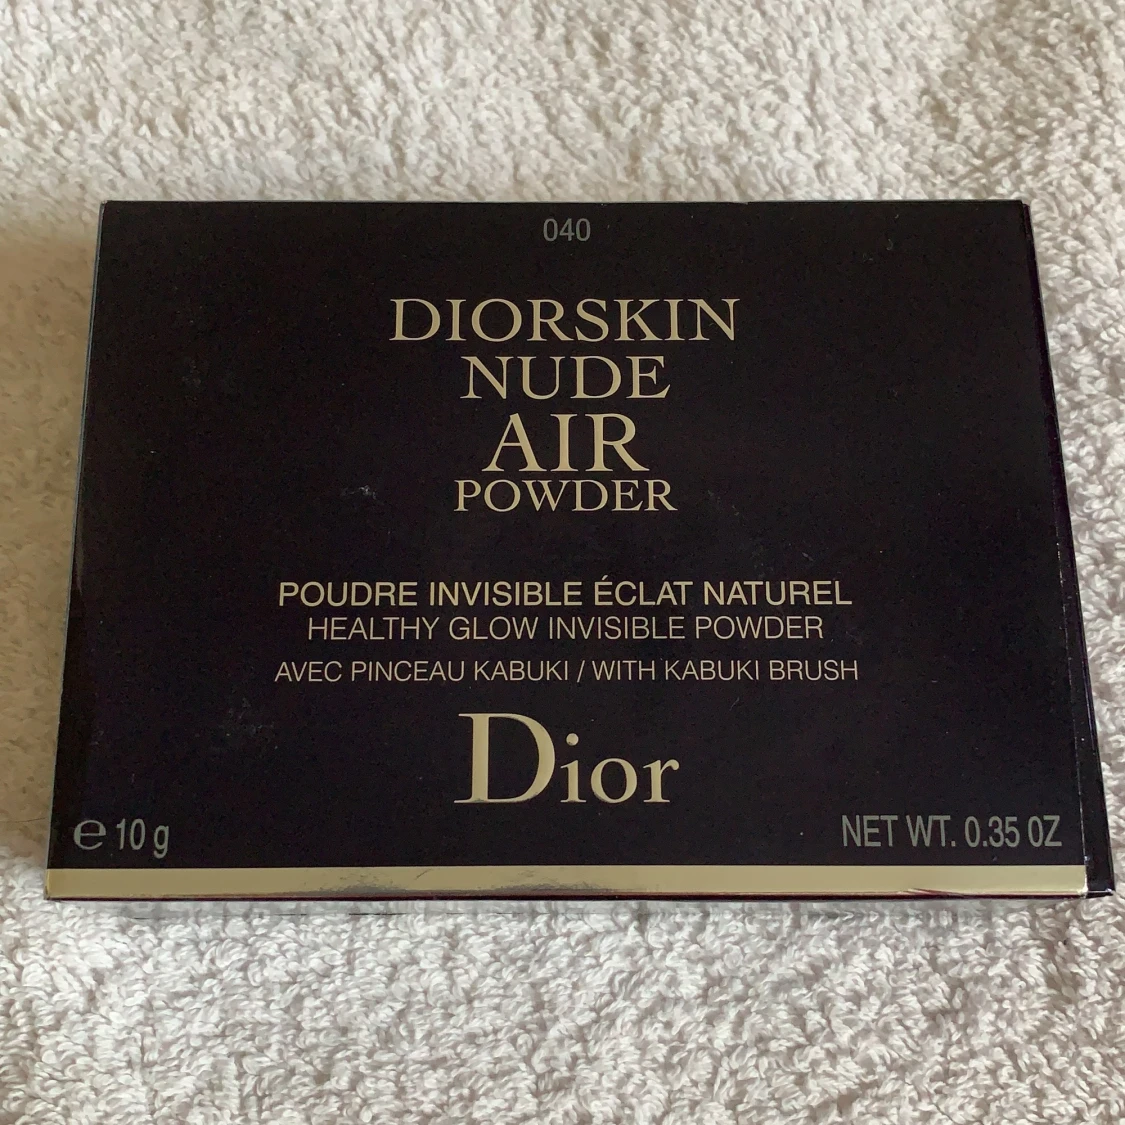 040
DIORSKIN
NUDE
AIR
POWDER
POUDRE INVISIBLE ÉCLAT NATUREL
HEALTHY GLOW INVISIBLE POWDER
AVEC PINCEAU KABUKI / WITH KABUKI BRUSH
Dior
℮ 10 g
NET WT. 0.35 OZ